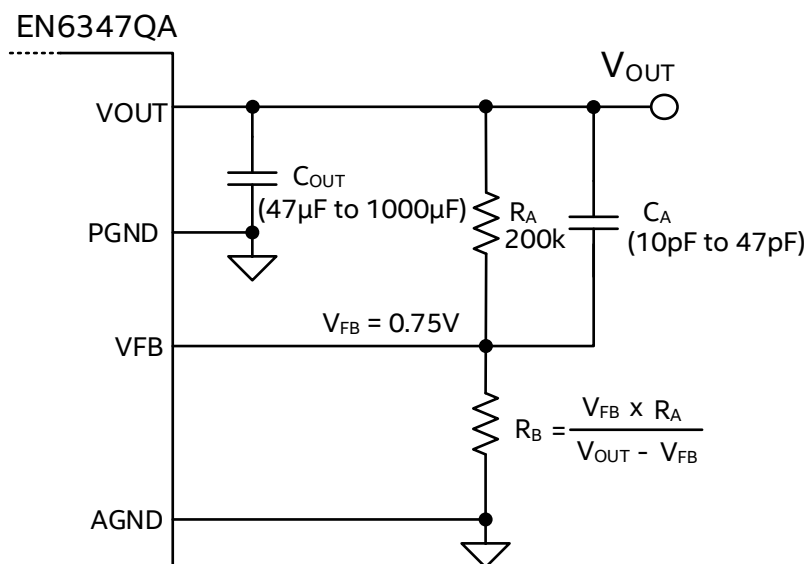 EN6347QA
VOUT
VOUT
COUT
(47µF to 1000µF)
PGND
RA
200k
CA
(10pF to 47pF)
VFB = 0.75V
VFB
RB = VFB x RA
VOUT - VFB
AGND